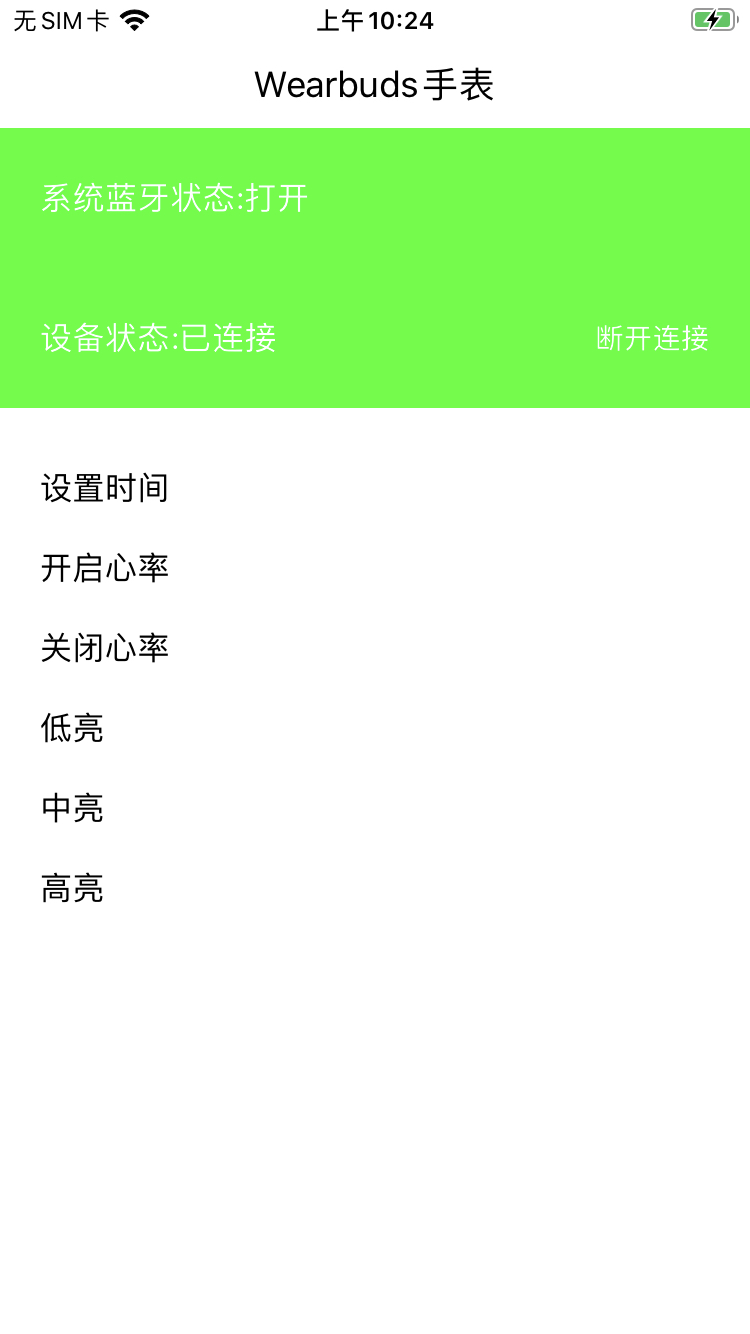 无SIM卡 上午10:24
Wearbuds手表
系统蓝牙状态:打开
设备状态:已连接 断开连接
设置时间
开启心率
关闭心率
低亮
中亮
高亮